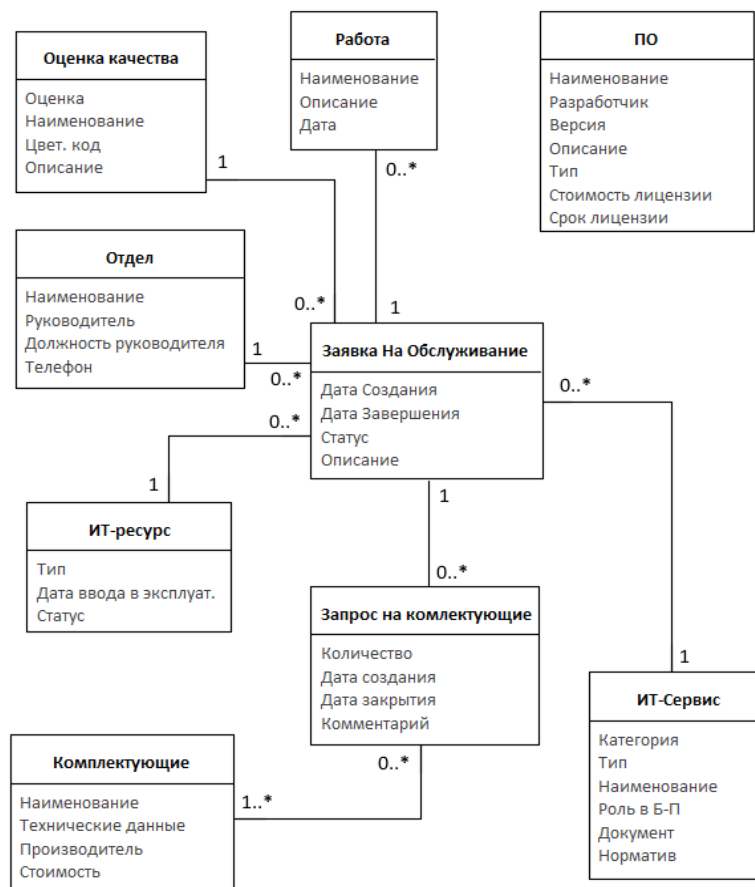 Оценка качества
Оценка
Наименование
Цвет. код
Описание
Работа
Наименование
Описание
Дата
ПО
Наименование
Разработчик
Версия
Описание
Тип
Стоимость лицензии
Срок лицензии
1
0..*
0..*
1
Отдел
Наименование
Руководитель
Должность руководителя
Телефон
1
0..*
Заявка На Обслуживание
Дата Создания
Дата Завершения
Статус
Описание
0..*
0..*
1
1
ИТ-ресурс
Тип
Дата ввода в эксплуат.
Статус
0..*
Запрос на комлектующие
Количество
Дата создания
Дата закрытия
Комментарий
1
ИТ-Сервис
Категория
Тип
Наименование
Роль в Б-П
Документ
Норматив
0..*
1..*
Комплектующие
Наименование
Технические данные
Производитель
Стоимость